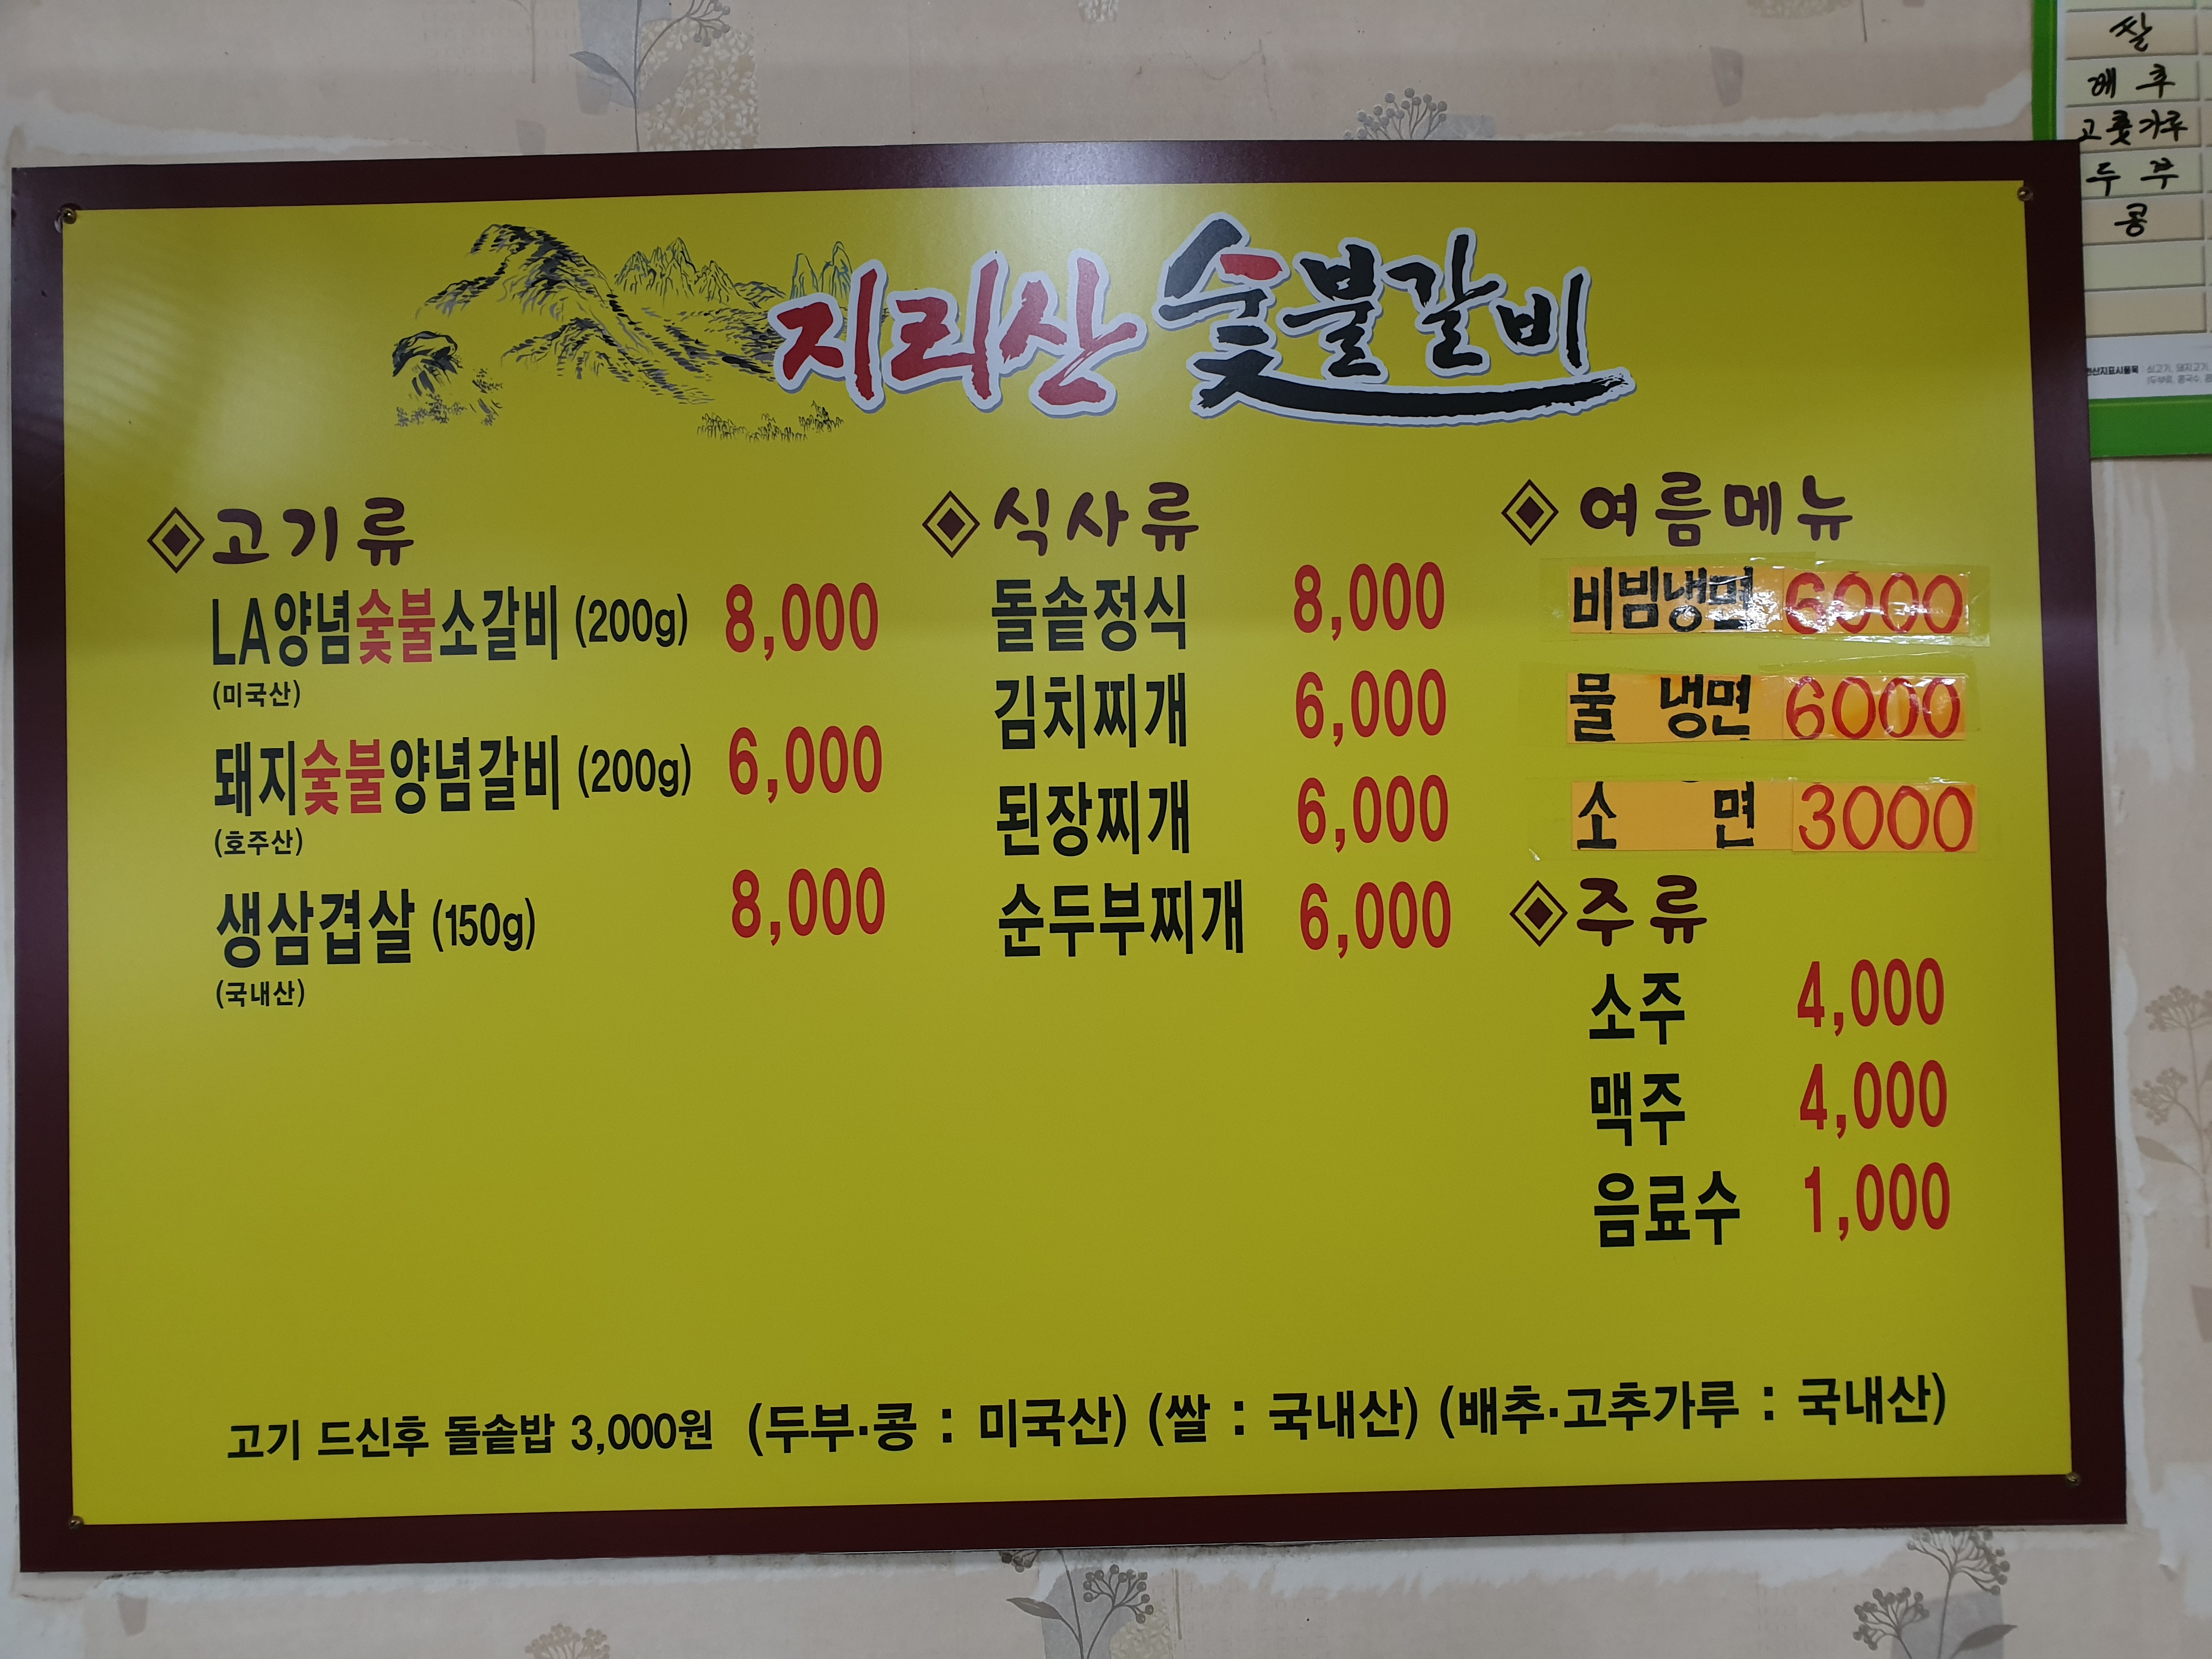 지리산 숯불갈비
고기류
LA양념숯불소갈비 (200g) 8,000
(미국산)
돼지숯불양념갈비 (200g) 6,000
(호주산)
생삼겹살 (150g) 8,000
(국내산)
식사류
돌솥정식 8,000
김치찌개 6,000
된장찌개 6,000
순두부찌개 6,000
여름메뉴
비빔냉면 6000
물 냉면 6000
소 면 3000
주류
소주 4,000
맥주 4,000
음료수 1,000
고기 드신후 돌솥밥 3,000원 (두부·콩 : 미국산) (쌀 : 국내산) (배추·고추가루 : 국내산)
쌀
배 추
고춧가루
두 부
콩